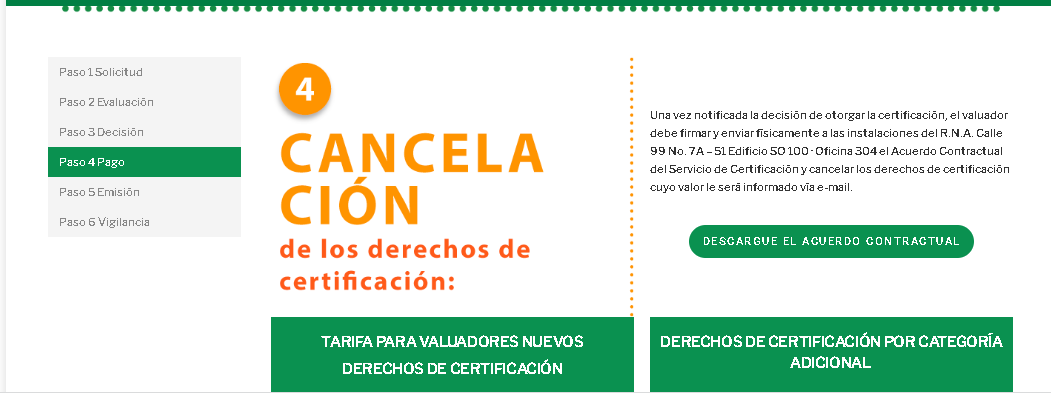 Paso 1 Solicitud
Paso 2 Evaluación
Paso 3 Decisión
Paso 4 Pago
Paso 5 Emisión
Paso 6 Vigilancia
4
CANCELA
CIÓN
de los derechos de
certificación:
Una vez notificada la decisión de otorgar la certificación, el valuador
debe firmar y enviar físicamente a las instalaciones del R.N.A. Calle
99 No. 7A – 51 Edificio SO 100 · Oficina 304 el Acuerdo Contractual
del Servicio de Certificación y cancelar los derechos de certificación
cuyo valor le será informado vía e-mail.
DESCARGUE EL ACUERDO CONTRACTUAL
TARIFA PARA VALUADORES NUEVOS
DERECHOS DE CERTIFICACIÓN
DERECHOS DE CERTIFICACIÓN POR CATEGORÍA
ADICIONAL